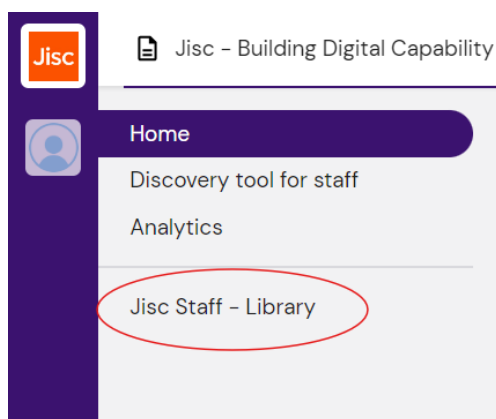 Jisc
Jisc – Building Digital Capability
Home
Discovery tool for staff
Analytics
Jisc Staff – Library